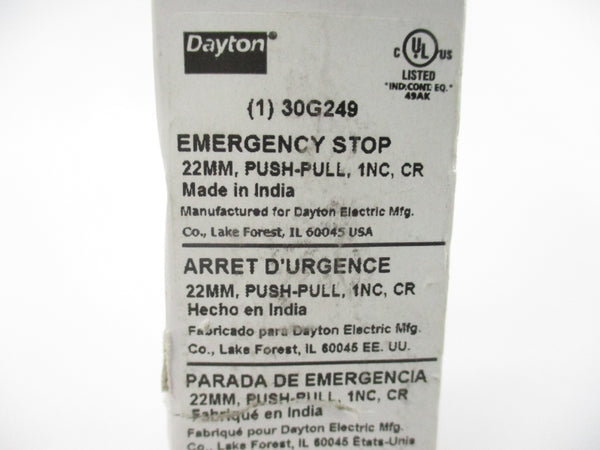 Dayton®
C UL US
LISTED
"IND.CONT. EQ."
49AK
(1) 30G249
EMERGENCY STOP
22MM, PUSH-PULL, 1NC, CR
Made in India
Manufactured for Dayton Electric Mfg.
Co., Lake Forest, IL 60045 USA
ARRET D'URGENCE
22MM, PUSH-PULL, 1NC, CR
Hecho en India
Fabricado para Dayton Electric Mfg.
Co., Lake Forest, IL 60045 EE. UU.
PARADA DE EMERGENCIA
22MM, PUSH-PULL, 1NC, CR
Fabriqué en India
Fabriqué pour Dayton Electric Mfg.
Co., Lake Forest, IL 60045 États-Unis